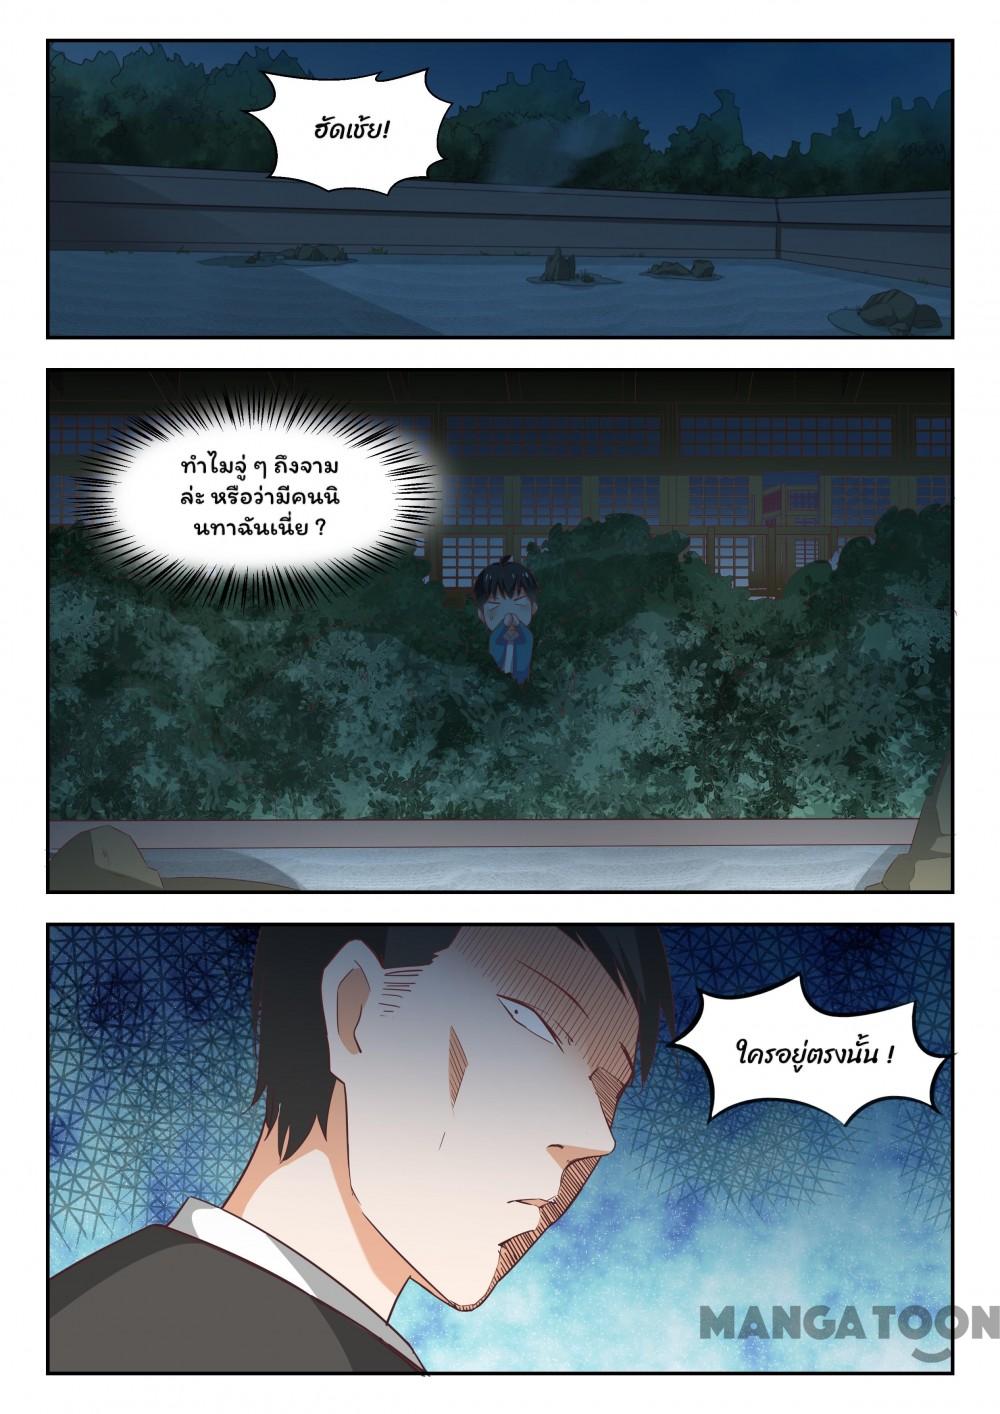 ฮัดเช้ย!
ทำไมจู่ ๆ ถึงจาม
ล่ะ หรือว่ามีคนนิ
นทาฉันเนี่ย ?
ใครอยู่ตรงนั้น !
MANGATOON